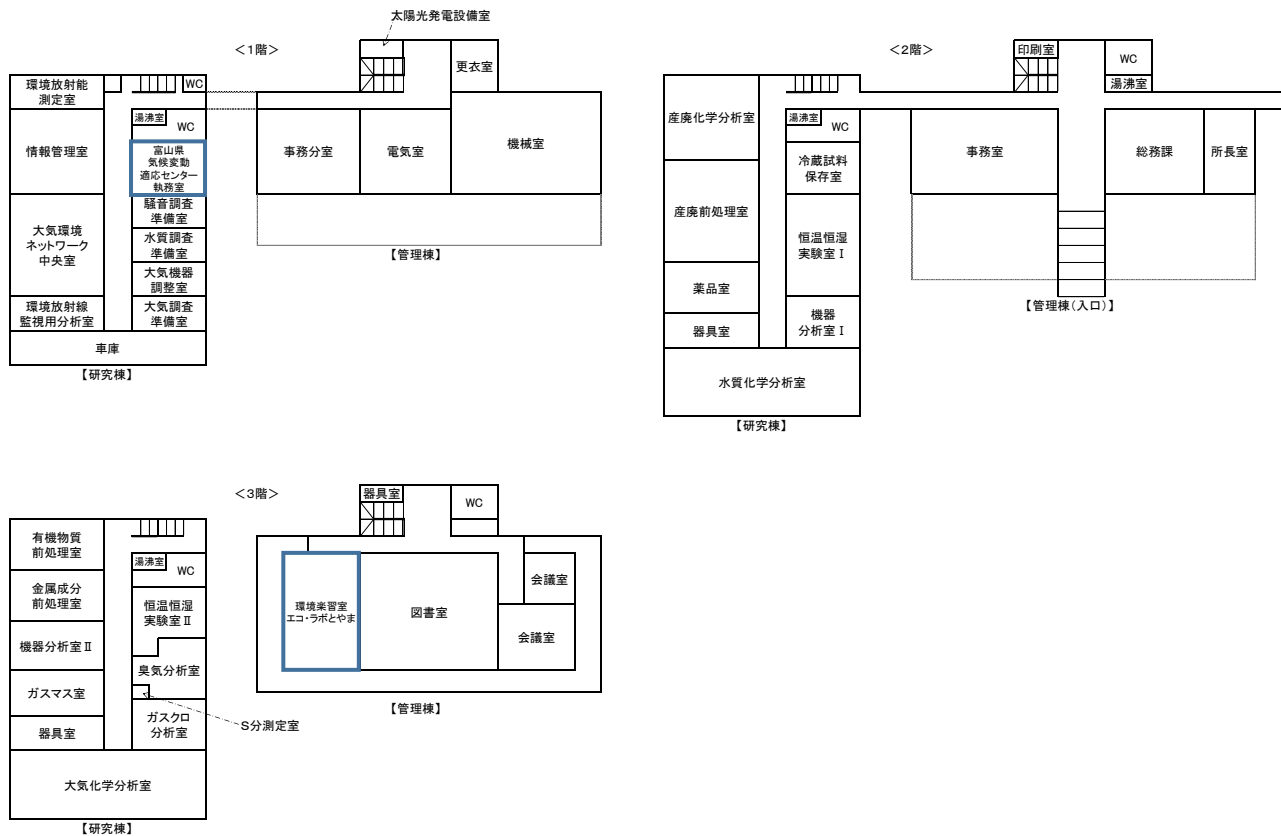 <1階>
太陽光発電設備室
更衣室
環境放射能
測定室
WC
湯沸室
WC
情報管理室
富山県
気候変動
適応センター
執務室
事務分室
電気室
機械室
騒音調査
準備室
大気環境
ネットワーク
中央室
水質調査
準備室
大気機器
調整室
環境放射線
監視用分析室
大気調査
準備室
車庫
【研究棟】
【管理棟】
<2階>
印刷室
WC
湯沸室
産廃化学分析室
湯沸室
WC
冷蔵試料
保存室
事務室
総務課
所長室
産廃前処理室
恒温恒湿
実験室Ⅰ
薬品室
器具室
機器
分析室Ⅰ
水質化学分析室
【研究棟】
【管理棟(入口)】
<3階>
器具室
WC
有機物質
前処理室
湯沸室
WC
金属成分
前処理室
恒温恒湿
実験室Ⅱ
機器分析室Ⅱ
臭気分析室
ガスマス室
S分測定室
器具室
ガスクロ
分析室
大気化学分析室
【研究棟】
環境楽習室
エコ・ラボとやま
図書室
会議室
会議室
【管理棟】